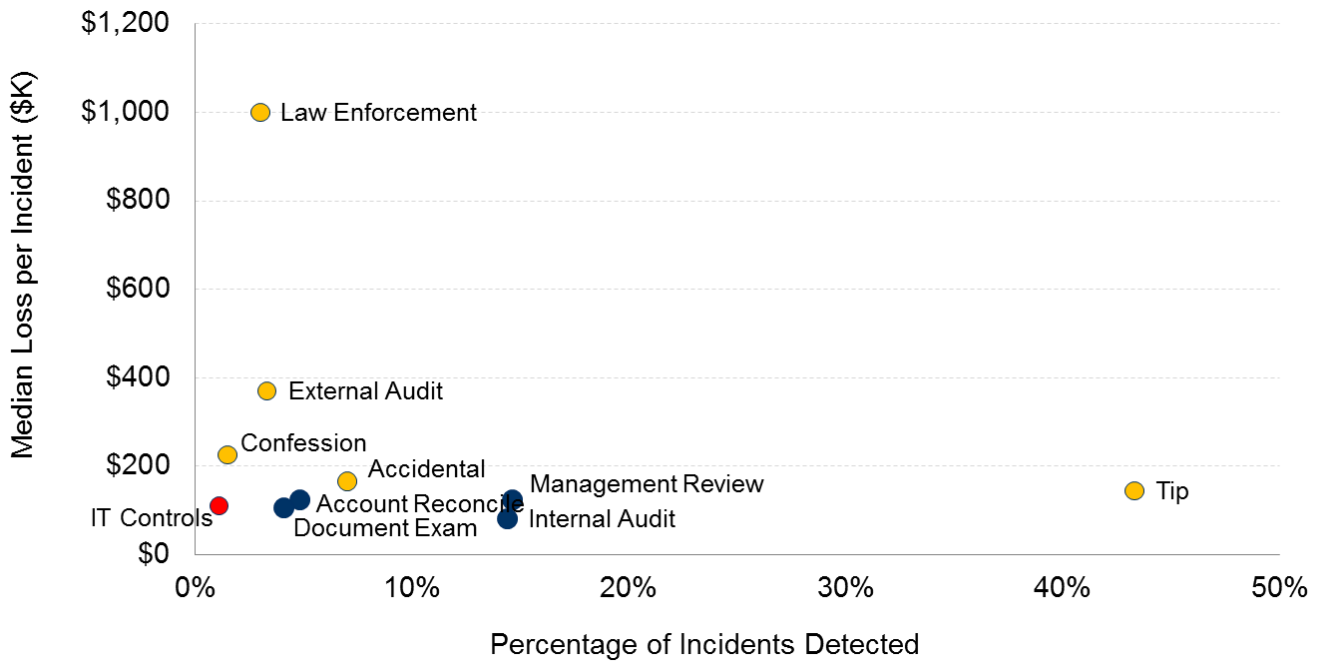 Median Loss per Incident ($K)
$1,200
$1,000
$800
$600
$400
$200
$0
Law Enforcement
External Audit
Confession
Accidental
Management Review
Tip
Account Reconcile
IT Controls
Internal Audit
Document Exam
0%
10%
20%
30%
40%
50%
Percentage of Incidents Detected